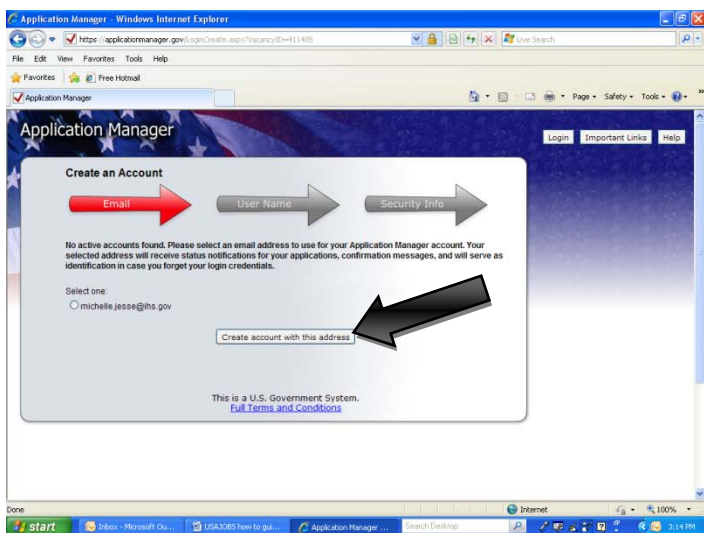 Application Manager - Windows Internet Explorer
https://applicationmanager.gov/LoginCreate.aspx?VacancyID=411405
Live Search
File Edit View Favorites Tools Help
Favorites Free Hotmail
Application Manager
Page Safety Tools
Application Manager
Login Important Links Help
Create an Account
Email User Name Security Info
No active accounts found. Please select an email address to use for your Application Manager account. Your
selected address will receive status notifications for your applications, confirmation messages, and will serve as
identification in case you forget your login credentials.
Select one:
michelle.jesse@ihs.gov
Create account with this address
This is a U.S. Government System.
Full Terms and Conditions
Done Internet 100%
start Inbox - Microsoft Ou... USAJOBS how to gui... Application Manager ... Search Desktop 3:14 PM